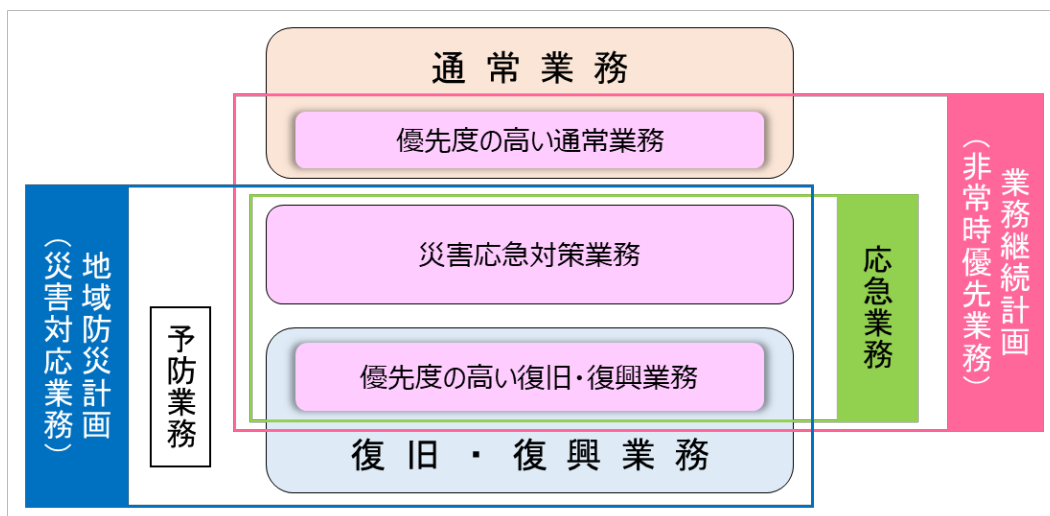 通常業務
優先度の高い通常業務
業務継続計画
（非常時優先業務）
災害応急対策業務
応急業務
地域防災計画
（災害対応業務）
予防業務
優先度の高い復旧・復興業務
復旧・復興業務